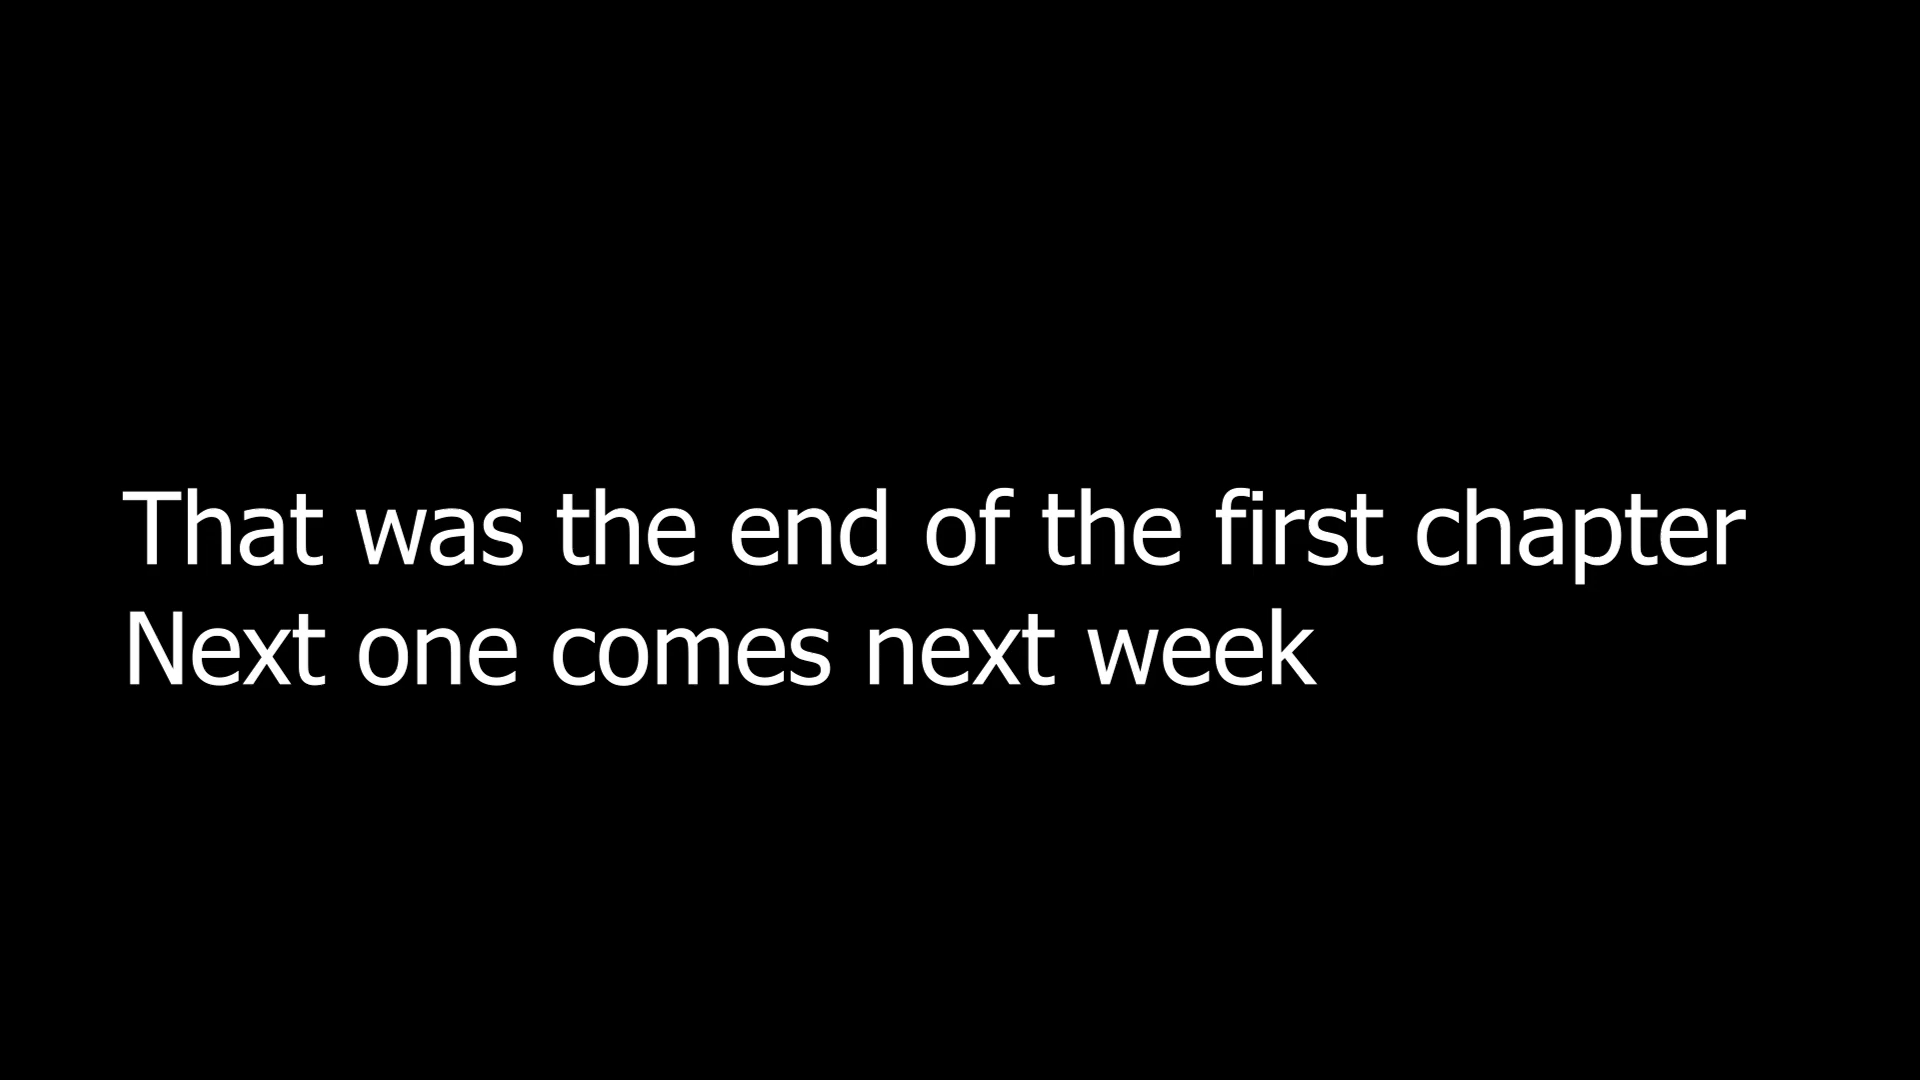 That was the end of the first chapter
Next one comes next week